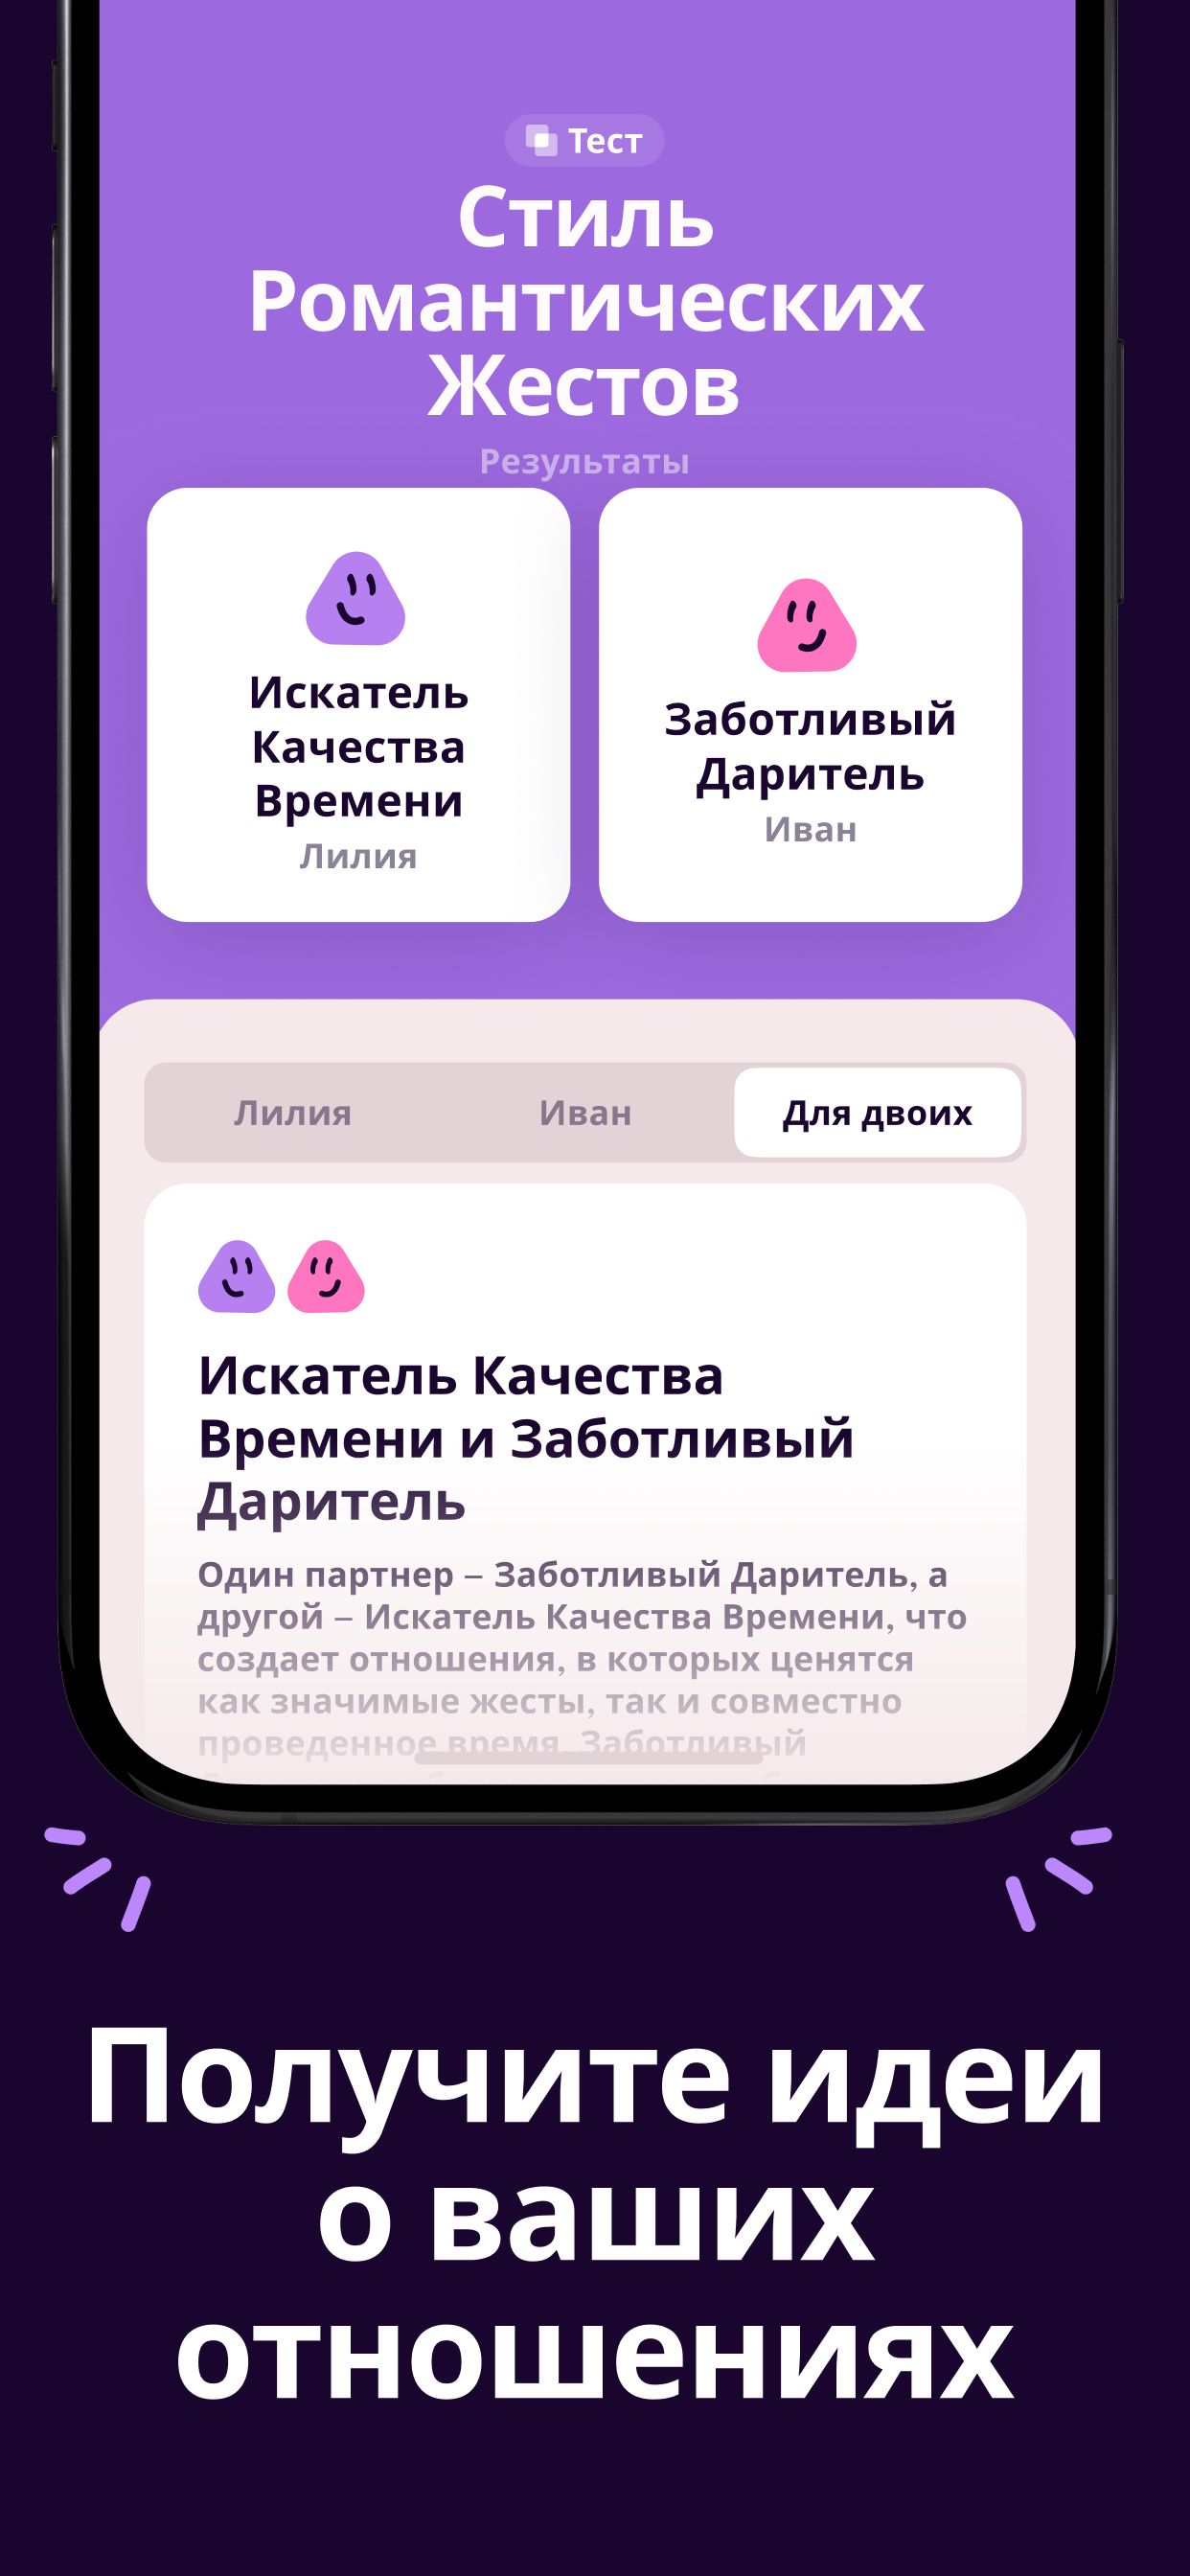 Тест
Стиль
Романтических
Жестов
Результаты
Искатель
Качества
Времени
Лилия
Заботливый
Даритель
Иван
Лилия
Иван
Для двоих
Искатель Качества
Времени и Заботливый
Даритель
Один партнер – Заботливый Даритель, а
другой – Искатель Качества Времени, что
создает отношения, в которых ценятся
как значимые жесты, так и совместно
проведенное время. Заботливый
Получите идеи
о ваших
отношениях